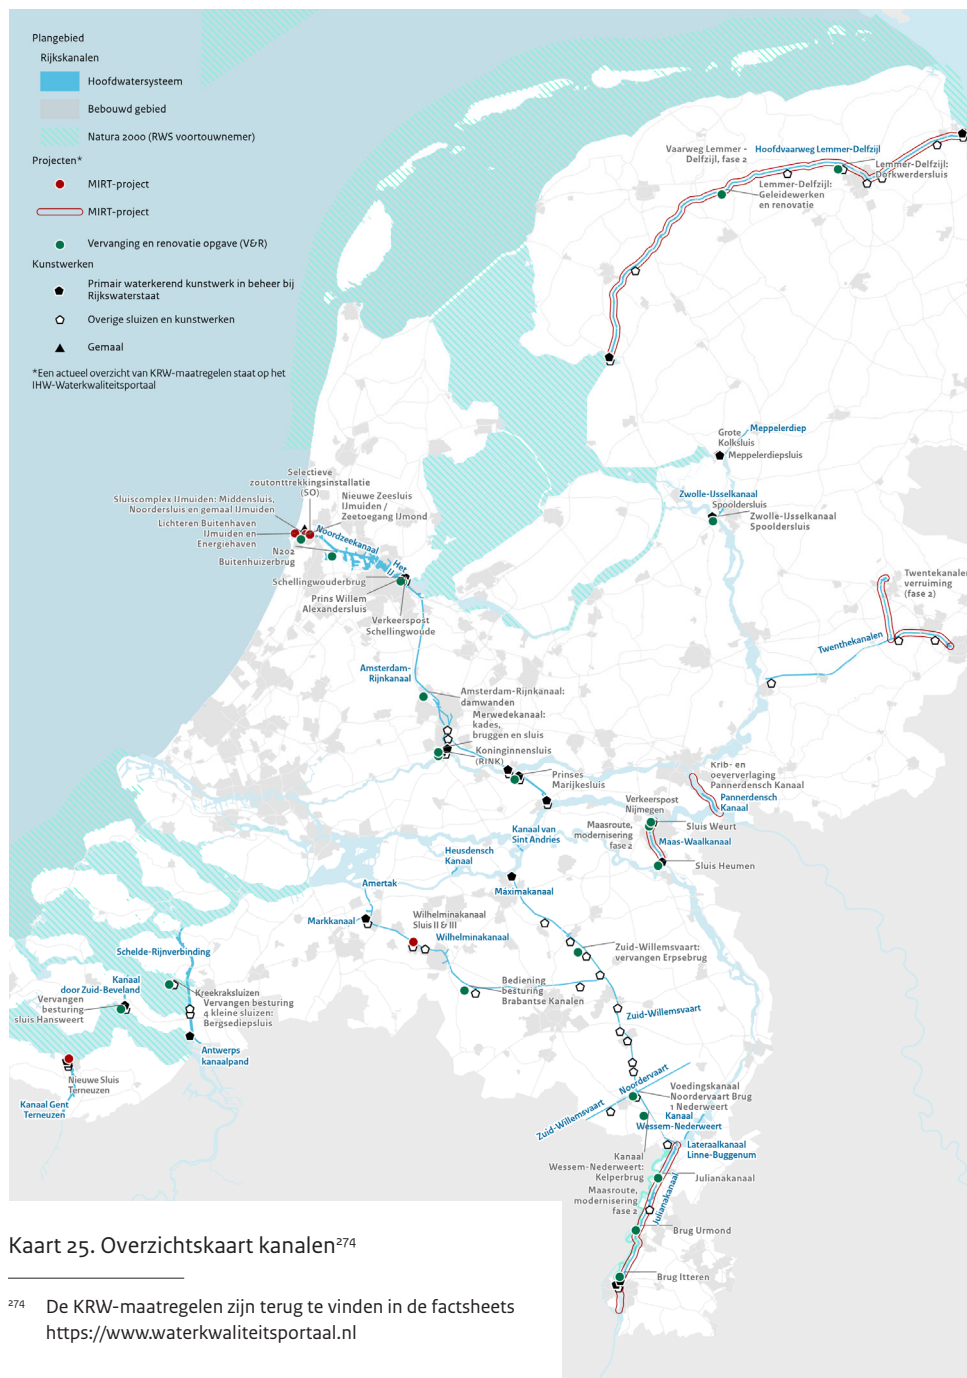 Plangebied
Rijkskanalen
Hoofdwatersysteem
Bebouwd gebied
Natura 2000 (RWS voortouwnemer)
Projecten*
MIRT-project
MIRT-project
Vervanging en renovatie opgave (V&R)
Kunstwerken
Primair waterkerend kunstwerk in beheer bij
Rijkswaterstaat
Overige sluizen en kunstwerken
Gemaal
*Een actueel overzicht van KRW-maatregelen staat op het
IHW-Waterkwaliteitsportaal
Vaarweg Lemmer -
Delfzijl, fase 2
Hoofdvaarweg Lemmer-Delfzijl
Lemmer-Delfzijl:
Dorkwerdersluis
Lemmer-Delfzijl:
Geleidewerken
en renovatie
Grote
Kolksluis
Meppelerdiep
Meppelerdiepsluis
Zwolle-IJsselkanaal
Spooldersluis
Zwolle-IJsselkanaal
Spooldersluis
Selectieve
zoutonttrekkingsinstallatie
(SO)
Sluiscomplex IJmuiden: Middensluis,
Noordersluis en gemaal IJmuiden
Nieuwe Zeesluis
IJmuiden /
Zeetoegang IJmond
Lichteren Buitenhaven
IJmuiden en
Energiehaven
Noordzeekanaal
N202
Buitenhuizerbrug
Het
IJ
Schellingwouderbrug
Prins Willem
Alexandersluis
Verkeerspost
Schellingwoude
Twentekanalen
verruiming
(fase 2)
Twenthekanalen
Amsterdam-
Rijnkanaal
Amsterdam-Rijnkanaal:
damwanden
Merwedekanaal:
kades,
bruggen en sluis
Koninginnensluis
(RINK)
Prinses
Marijkesluis
Krib- en
oeververlaging
Pannerdensch Kanaal
Pannerdensch
Kanaal
Verkeerspost
Nijmegen
Maasroute,
modernisering
fase 2
Sluis Weurt
Maas-Waalkanaal
Sluis Heumen
Kanaal van
Sint Andries
Heusdensch
Kanaal
Amertak
Máximakanaal
Markkanaal
Wilhelminakanaal
Sluis II & III
Wilhelminakanaal
Zuid-Willemsvaart:
vervangen Erpsebrug
Schelde-Rijnverbinding
Kanaal
door Zuid-Beveland
Kreekraksluizen
Vervangen besturing
4 kleine sluizen:
Bergsediepsluis
Vervangen
besturing
sluis Hansweert
Bediening
besturing
Brabantse Kanalen
Zuid-Willemsvaart
Antwerps
kanaalpand
Nieuwe Sluis
Terneuzen
Kanaal Gent
Terneuzen
Noordervaart
Zuid-Willemsvaart
Voedingskanaal
Noordervaart Brug
1 Nederweert
Kanaal
Wessem-Nederweert
Lateraalkanaal
Linne-Buggenum
Kanaal
Wessem-Nederweert:
Kelperbrug
Julianakanaal
Maasroute,
modernisering
fase 2
Julianakanaal
Brug Urmond
Brug Itteren
Kaart 25. Overzichtskaart kanalen274
274 De KRW-maatregelen zijn terug te vinden in de factsheets
https://www.waterkwaliteitsportaal.nl